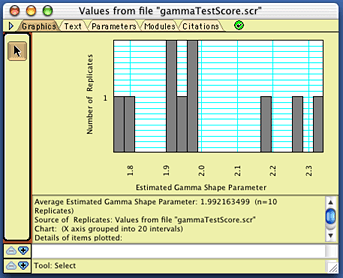 Values from file "gammaTestScore.scr"
Graphics Text Parameters Modules Citations
Number of Replicates
1
1.8 1.9 2.0 2.1 2.2 2.3
Estimated Gamma Shape Parameter
Average Estimated Gamma Shape Parameter: 1.992163499 (n=10
Replicates)
Source of Replicates: Values from file "gammaTestScore.scr"
Chart: (X axis grouped into 20 intervals)
Details of items plotted:
Tool: Select